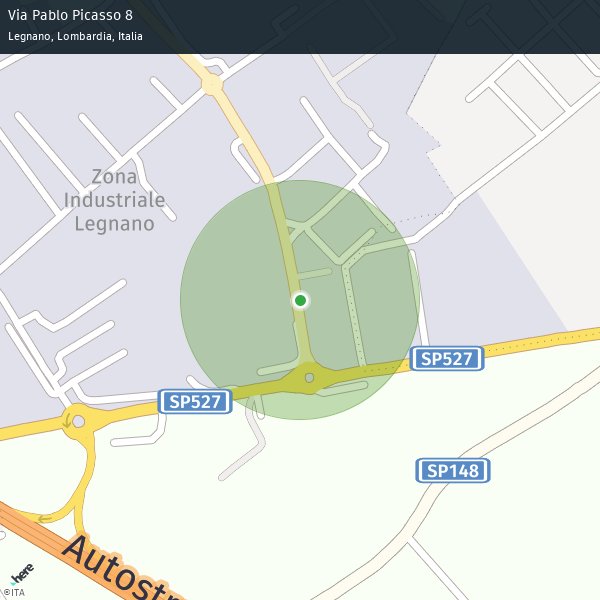 Via Pablo Picasso 8
Legnano, Lombardia, Italia
Zona
Industriale
Legnano
SP527
SP527
SP148
Autostr
here
©ITA